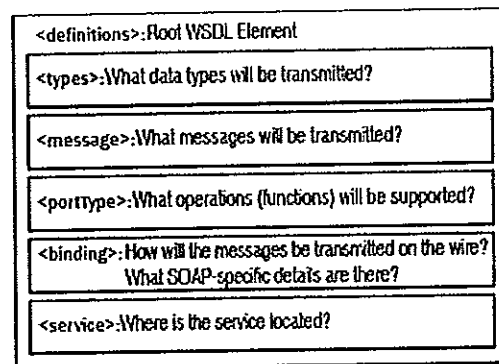 <definitions>:Root WSDL Element
<types>:What data types will be transmitted?
<message>:What messages will be transmitted?
<portType>:What operations (functions) will be supported?
<binding>:How will the messages be transmitted on the wire?
What SOAP-specific details are there?
<service>:Where is the service located?